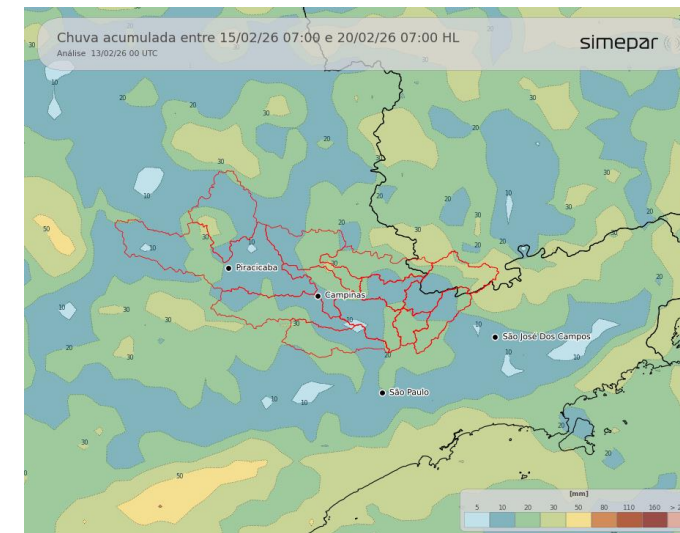 Chuva acumulada entre 15/02/26 07:00 e 20/02/26 07:00 HL
Análise 13/02/26 00 UTC
simepar
Piracicaba
Campinas
São José Dos Campos
São Paulo
[mm]
5 10 20 30 50 80 110 160